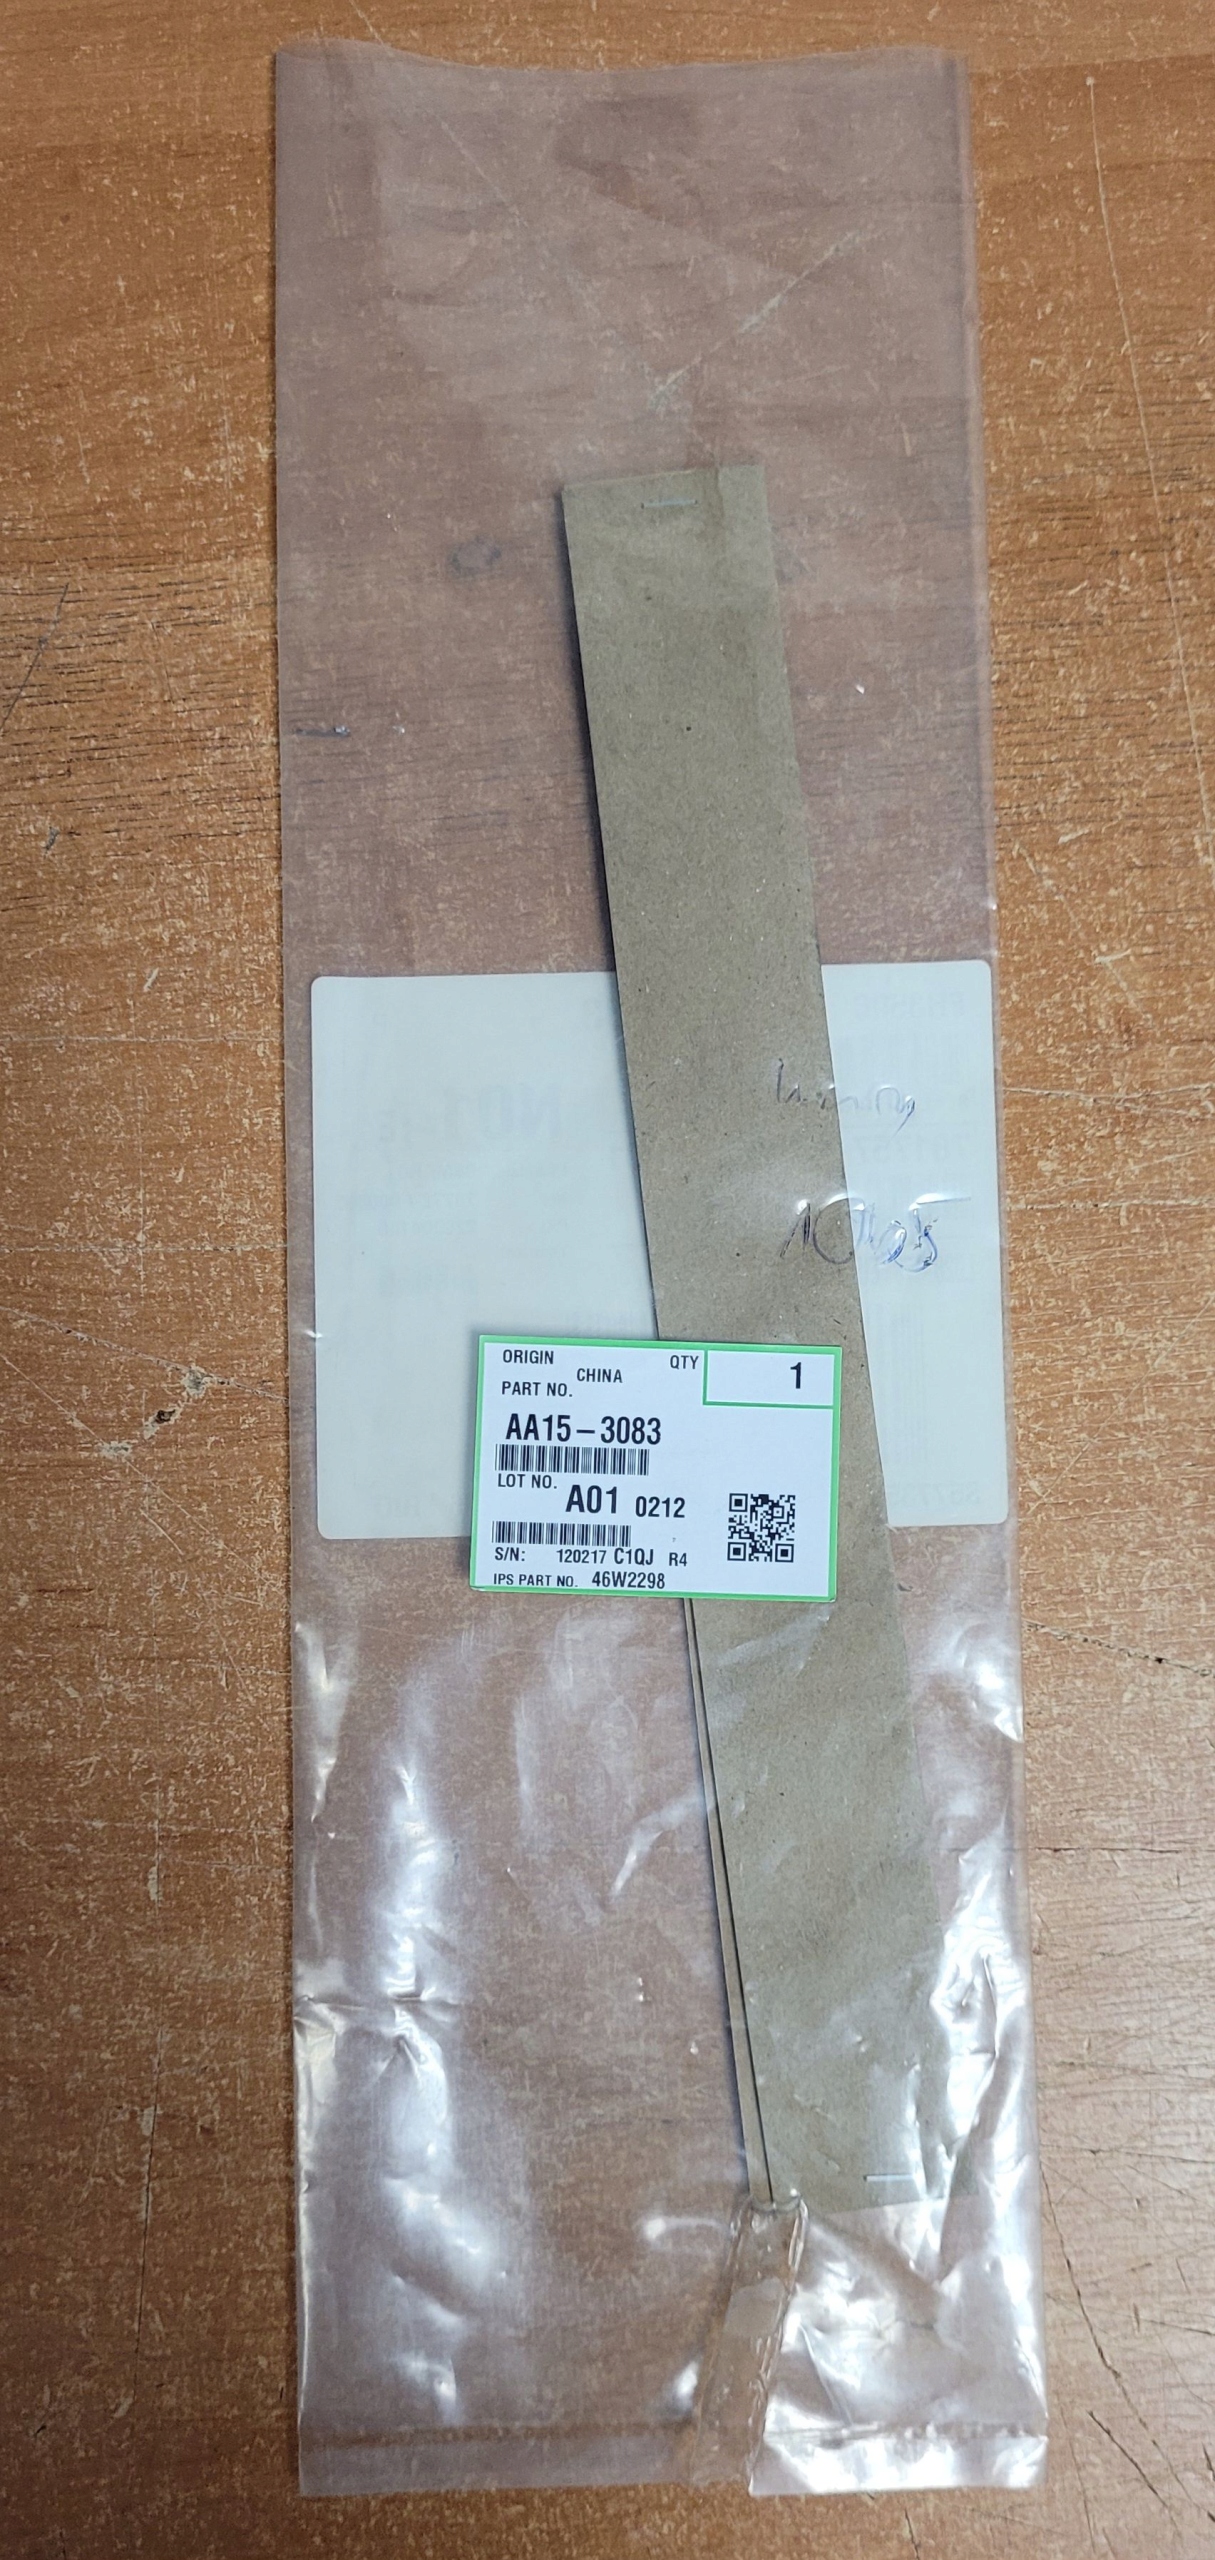 10465
ORIGIN
QTY
1
CHINA
PART NO.
AA15-3083
LOT NO.
A01 0212
S/N: 120217 C1QJ R4
IPS PART NO. 46W2298